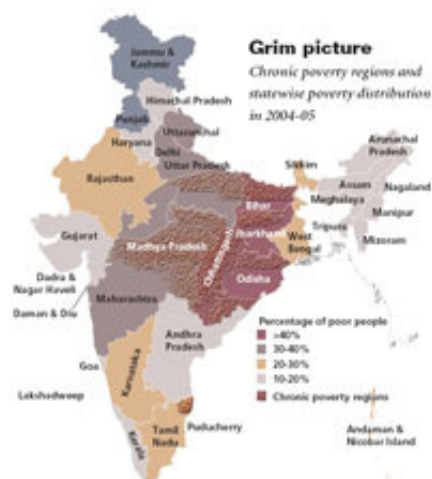 Grim picture
Chronic poverty regions and
statewise poverty distribution
in 2004-05
Jammu &
Kashmir
Himachal Pradesh
Punjab
Uttaranchal
Haryana
Delhi
Uttar Pradesh
Rajasthan
Sikkim
Arunachal
Pradesh
Assam
Nagaland
Meghalaya
Manipur
Tripura
Mizoram
Bihar
Jharkhand
West
Bengal
Gujarat
Madhya Pradesh
Chhattisgarh
Odisha
Dadra &
Nagar Haveli
Daman & Diu
Maharashtra
Andhra
Pradesh
Goa
Karnataka
Lakshadweep
Kerala
Tamil
Nadu
Puducherry
Andaman &
Nicobar Island
Percentage of poor people
>40%
30-40%
20-30%
10-20%
Chronic poverty regions